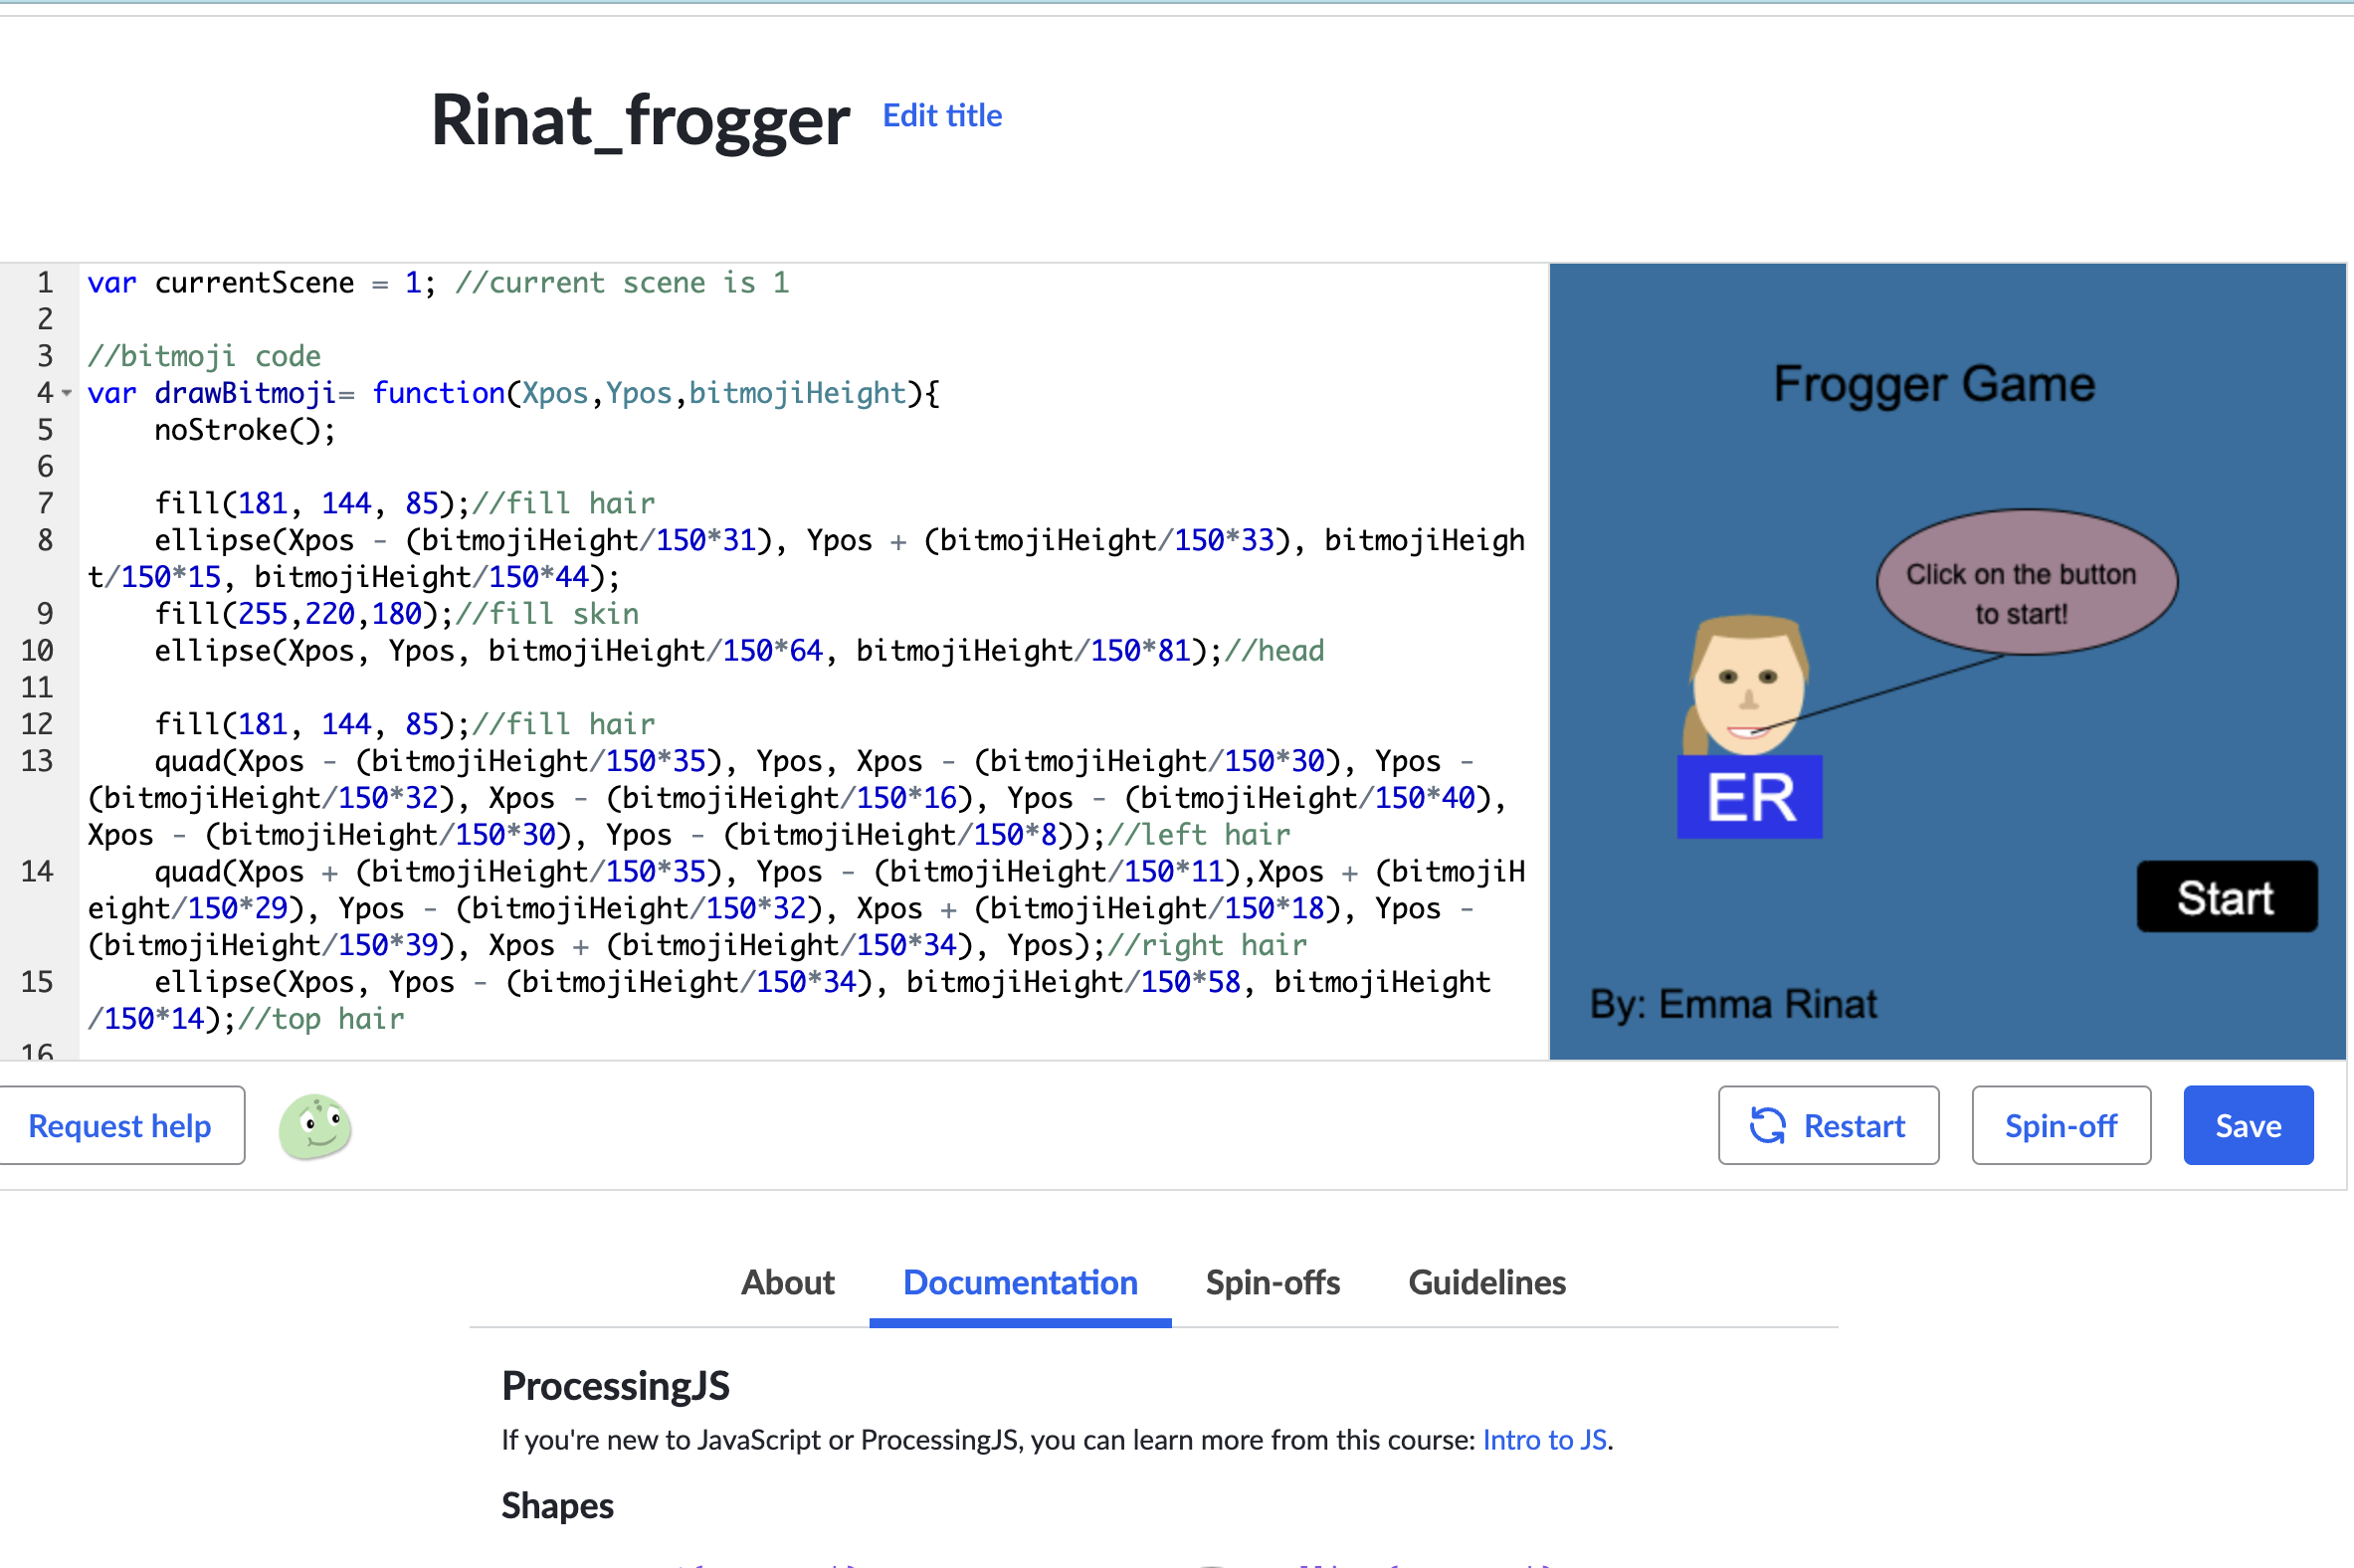 Rinat_frogger Edit title
1 var currentScene = 1; //current scene is 1
2
3 //bitmoji code
4 var drawBitmoji= function(Xpos,Ypos,bitmojiHeight){
5 noStroke();
6
7 fill(181, 144, 85);//fill hair
8 ellipse(Xpos - (bitmojiHeight/150*31), Ypos + (bitmojiHeight/150*33), bitmojiHeigh
t/150*15, bitmojiHeight/150*44);
9 fill(255,220,180);//fill skin
10 ellipse(Xpos, Ypos, bitmojiHeight/150*64, bitmojiHeight/150*81);//head
11
12 fill(181, 144, 85);//fill hair
13 quad(Xpos - (bitmojiHeight/150*35), Ypos, Xpos - (bitmojiHeight/150*30), Ypos -
(bitmojiHeight/150*32), Xpos - (bitmojiHeight/150*16), Ypos - (bitmojiHeight/150*40),
Xpos - (bitmojiHeight/150*30), Ypos - (bitmojiHeight/150*8));//left hair
14 quad(Xpos + (bitmojiHeight/150*35), Ypos - (bitmojiHeight/150*11),Xpos + (bitmojiH
eight/150*29), Ypos - (bitmojiHeight/150*32), Xpos + (bitmojiHeight/150*18), Ypos -
(bitmojiHeight/150*39), Xpos + (bitmojiHeight/150*34), Ypos);//right hair
15 ellipse(Xpos, Ypos - (bitmojiHeight/150*34), bitmojiHeight/150*58, bitmojiHeight
/150*14);//top hair
16
Frogger Game
Click on the button
to start!
ER
Start
By: Emma Rinat
Request help
Restart
Spin-off
Save
About Documentation Spin-offs Guidelines
ProcessingJS
If you're new to JavaScript or ProcessingJS, you can learn more from this course: Intro to JS.
Shapes